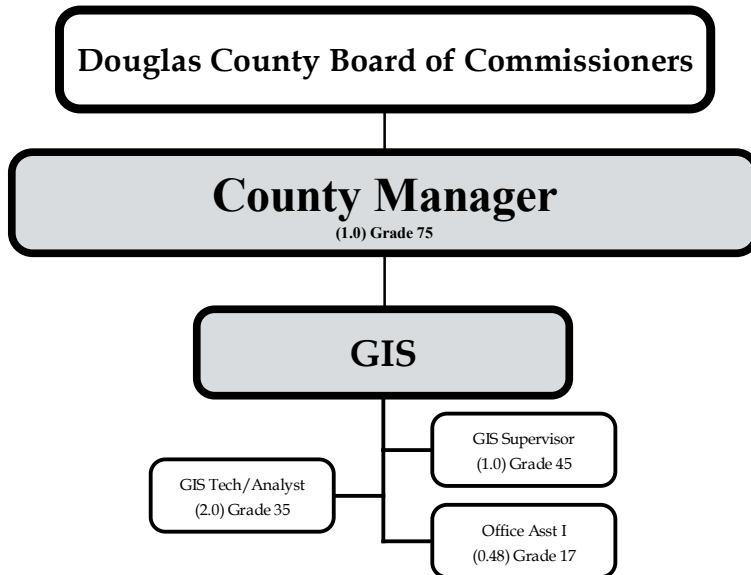 Douglas County Board of Commissioners
County Manager
(1.0) Grade 75
GIS
GIS Supervisor
(1.0) Grade 45
GIS Tech/Analyst
(2.0) Grade 35
Office Asst I
(0.48) Grade 17